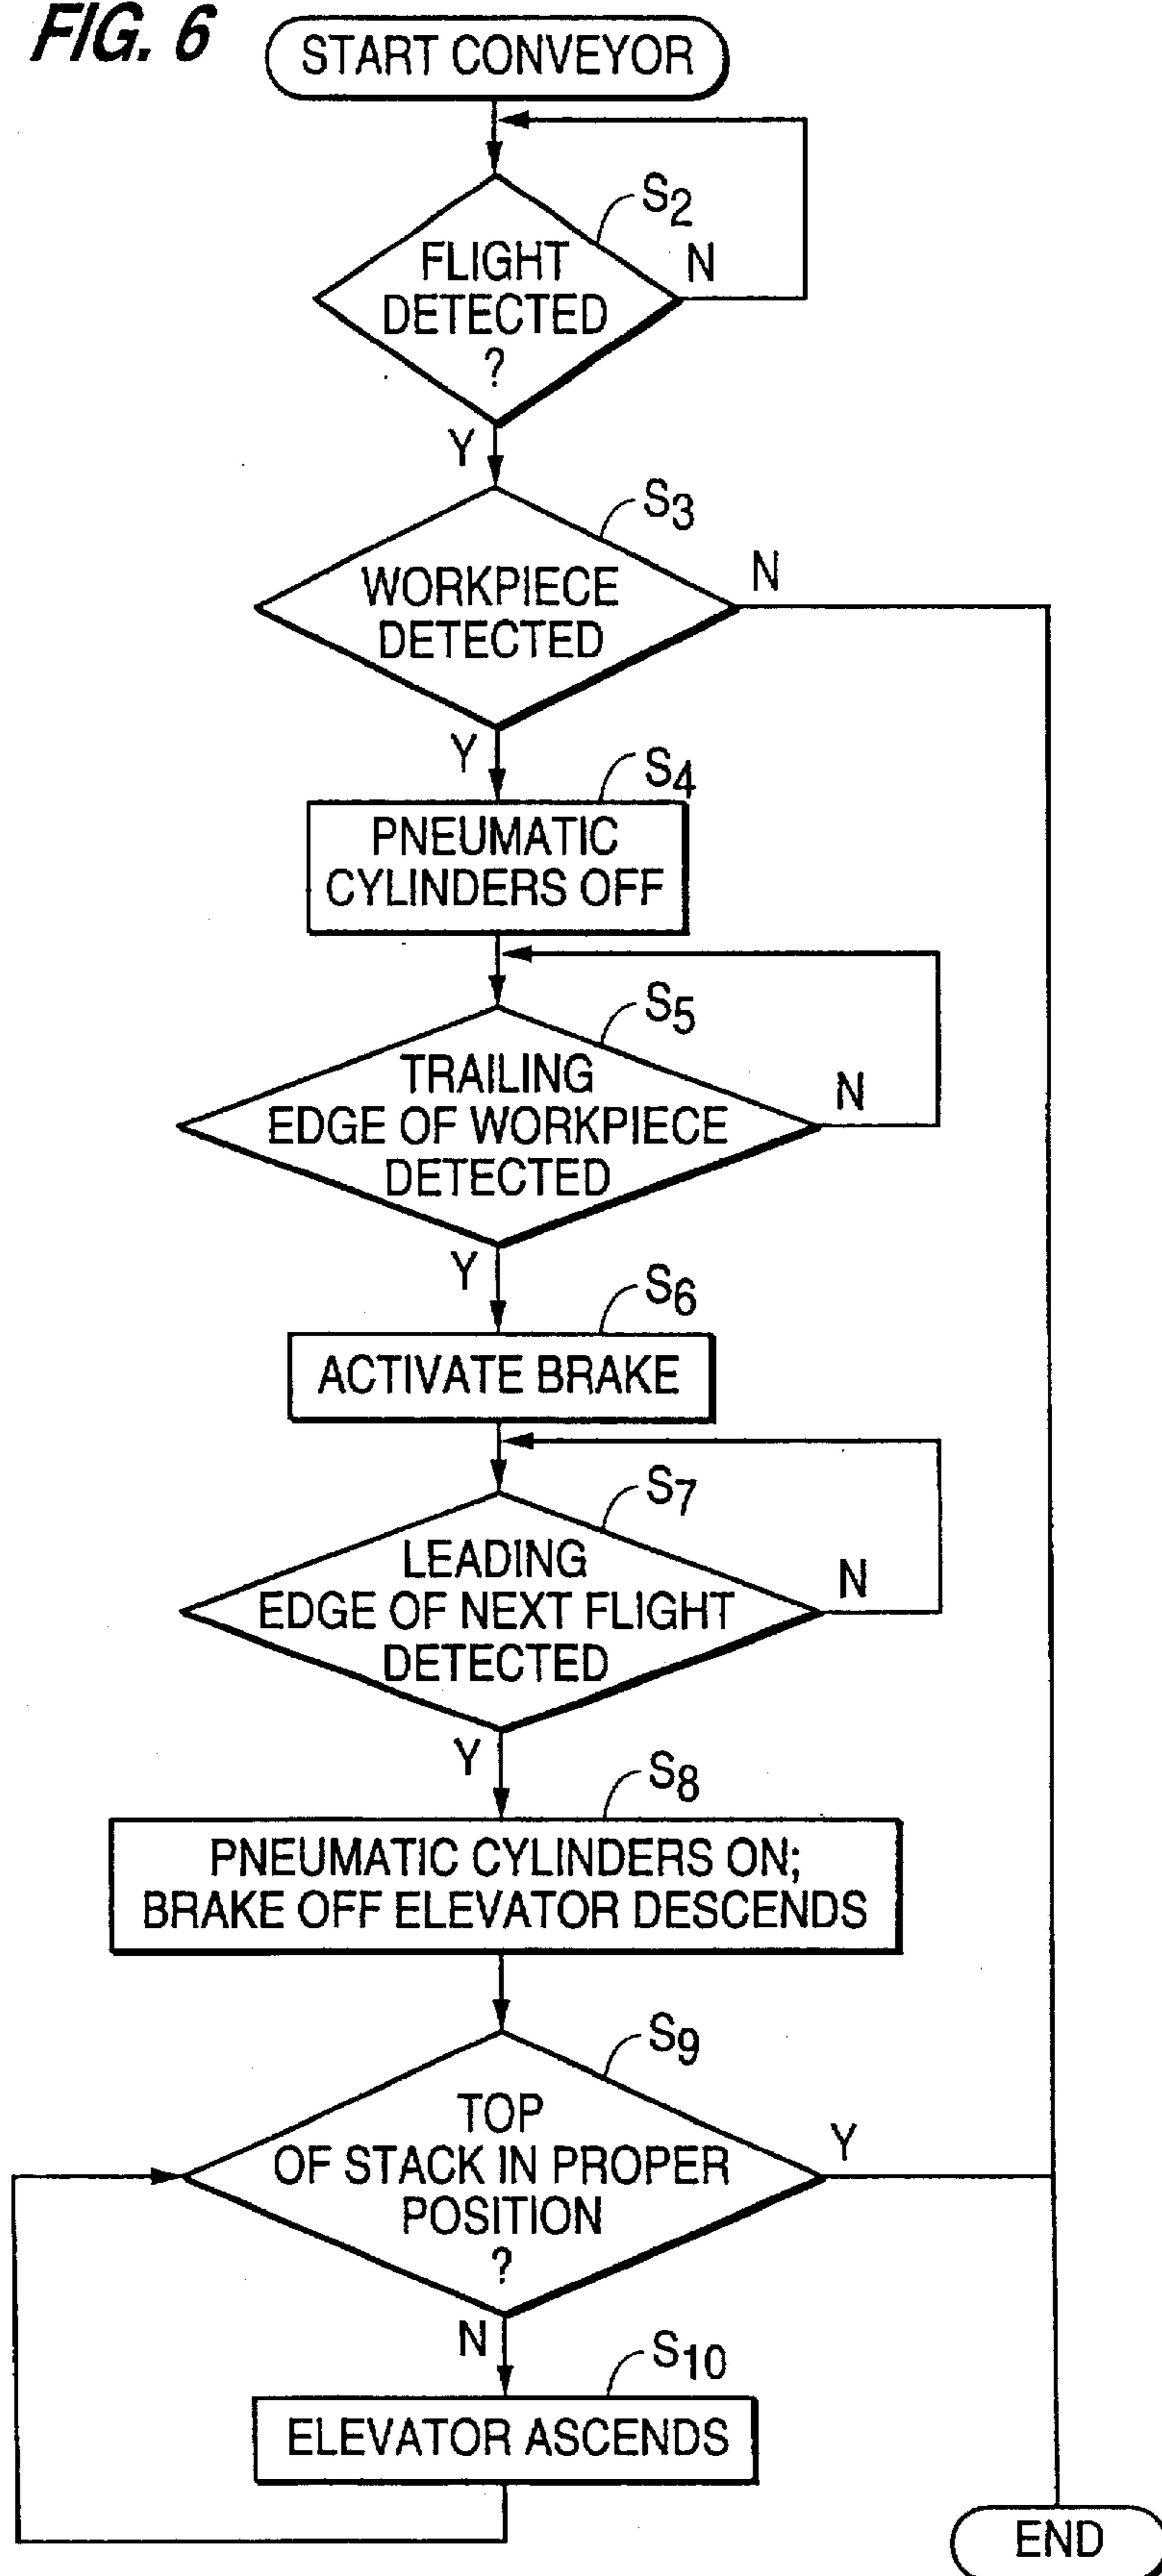 FIG. 6
START CONVEYOR
S2
FLIGHT
DETECTED
?
N
Y
S3
WORKPIECE
DETECTED
N
Y
S4
PNEUMATIC
CYLINDERS OFF
S5
TRAILING
EDGE OF WORKPIECE
DETECTED
N
Y
S6
ACTIVATE BRAKE
S7
LEADING
EDGE OF NEXT FLIGHT
DETECTED
N
Y
S8
PNEUMATIC CYLINDERS ON;
BRAKE OFF ELEVATOR DESCENDS
S9
TOP
OF STACK IN PROPER
POSITION
?
Y
N
S10
ELEVATOR ASCENDS
END